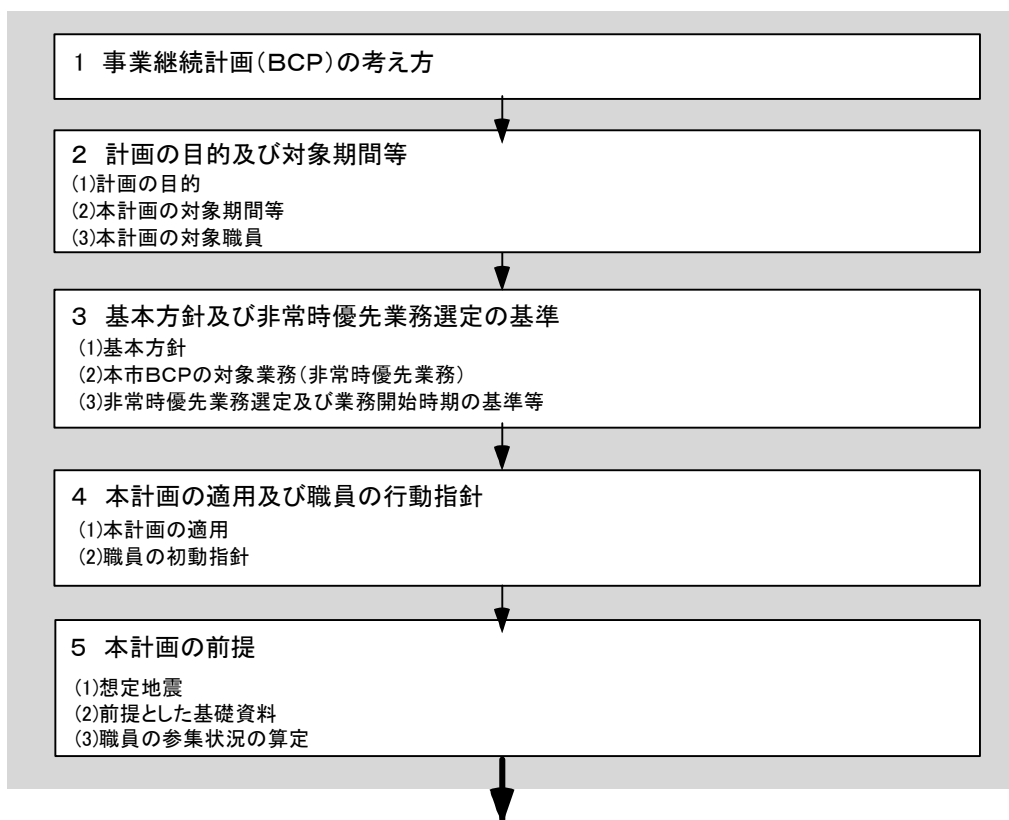 １ 事業継続計画（ＢＣＰ）の考え方
２ 計画の目的及び対象期間等
(1)計画の目的
(2)本計画の対象期間等
(3)本計画の対象職員
３ 基本方針及び非常時優先業務選定の基準
(1)基本方針
(2)本市ＢＣＰの対象業務（非常時優先業務）
(3)非常時優先業務選定及び業務開始時期の基準等
４ 本計画の適用及び職員の行動指針
(1)本計画の適用
(2)職員の初動指針
５ 本計画の前提
(1)想定地震
(2)前提とした基礎資料
(3)職員の参集状況の算定